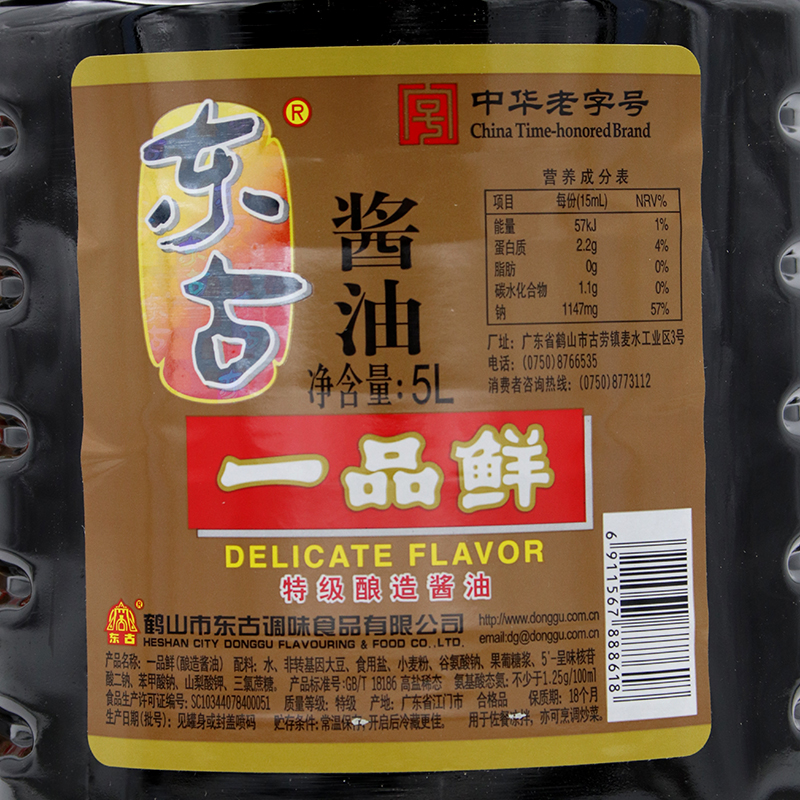 东古
®
中华老字号
China Time-honored Brand
酱油
净含量：5L
营养成分表
项目 每份(15mL) NRV%
能量 57kJ 1%
蛋白质 2.2g 4%
脂肪 0g 0%
碳水化合物 1.1g 0%
钠 1147mg 57%
厂址：广东省鹤山市古劳镇麦水工业区3号
电话：(0750)8766535
消费者咨询热线：(0750)8773112
一品鲜
DELICATE FLAVOR
特级酿造酱油
东古
®
鹤山市东古调味食品有限公司
HESHAN CITY DONGGU FLAVOURING & FOOD CO.,LTD.
http://www.donggu.com.cn
email:dg@donggu.com.cn
产品名称：一品鲜（酿造酱油） 配料：水、非转基因大豆、食用盐、小麦粉、谷氨酸钠、果葡糖浆、5'-呈味核苷
酸二钠、苯甲酸钠、山梨酸钾、三氯蔗糖。 产品标准号：GB/T 18186 高盐稀态 氨基酸态氮：不少于1.25g/100ml
食品生产许可证编号：SC10344078400051 质量等级：特级 产地：广东省江门市 合格品 保质期：18个月
生产日期(批号)：见罐身或封盖喷码 贮存条件：常温保存，开启后冷藏更佳。 用于佐餐凉拌，亦可烹调炒菜。
6911567888618